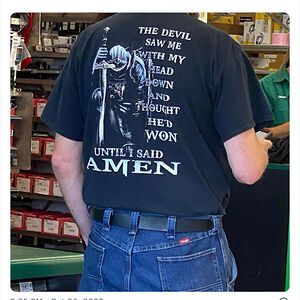 THE DEVIL
SAW ME
WITH MY
HEAD
DOWN
AND
THOUGHT
HE'D
WON
UNTIL I SAID
AMEN